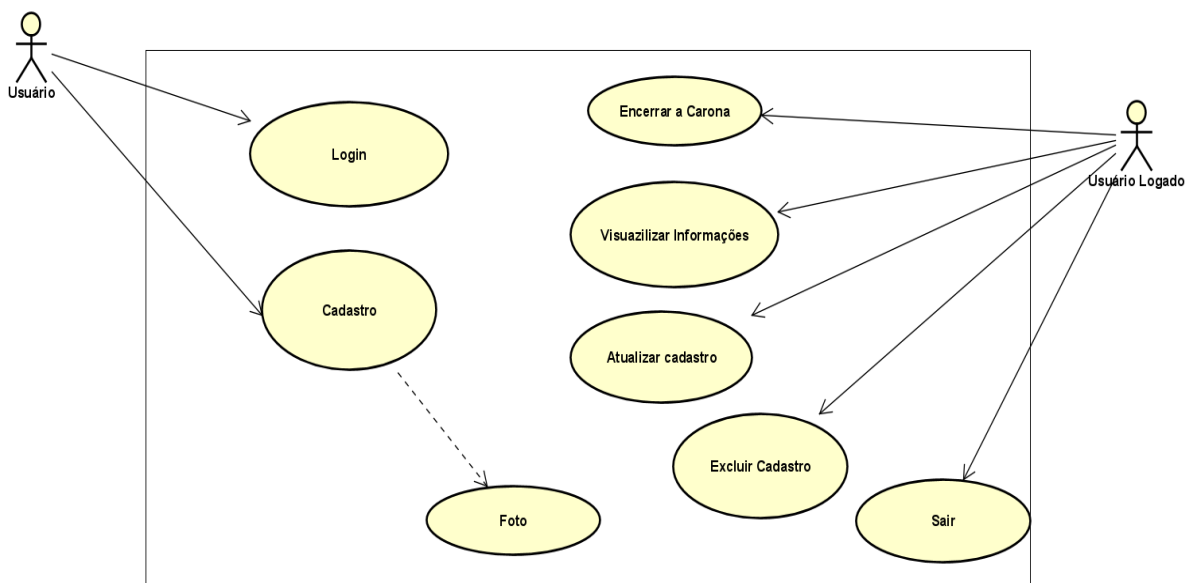 Usuário
Login
Cadastro
Foto
Encerrar a Carona
Visuazilizar Informações
Atualizar cadastro
Excluir Cadastro
Sair
Usuário Logado